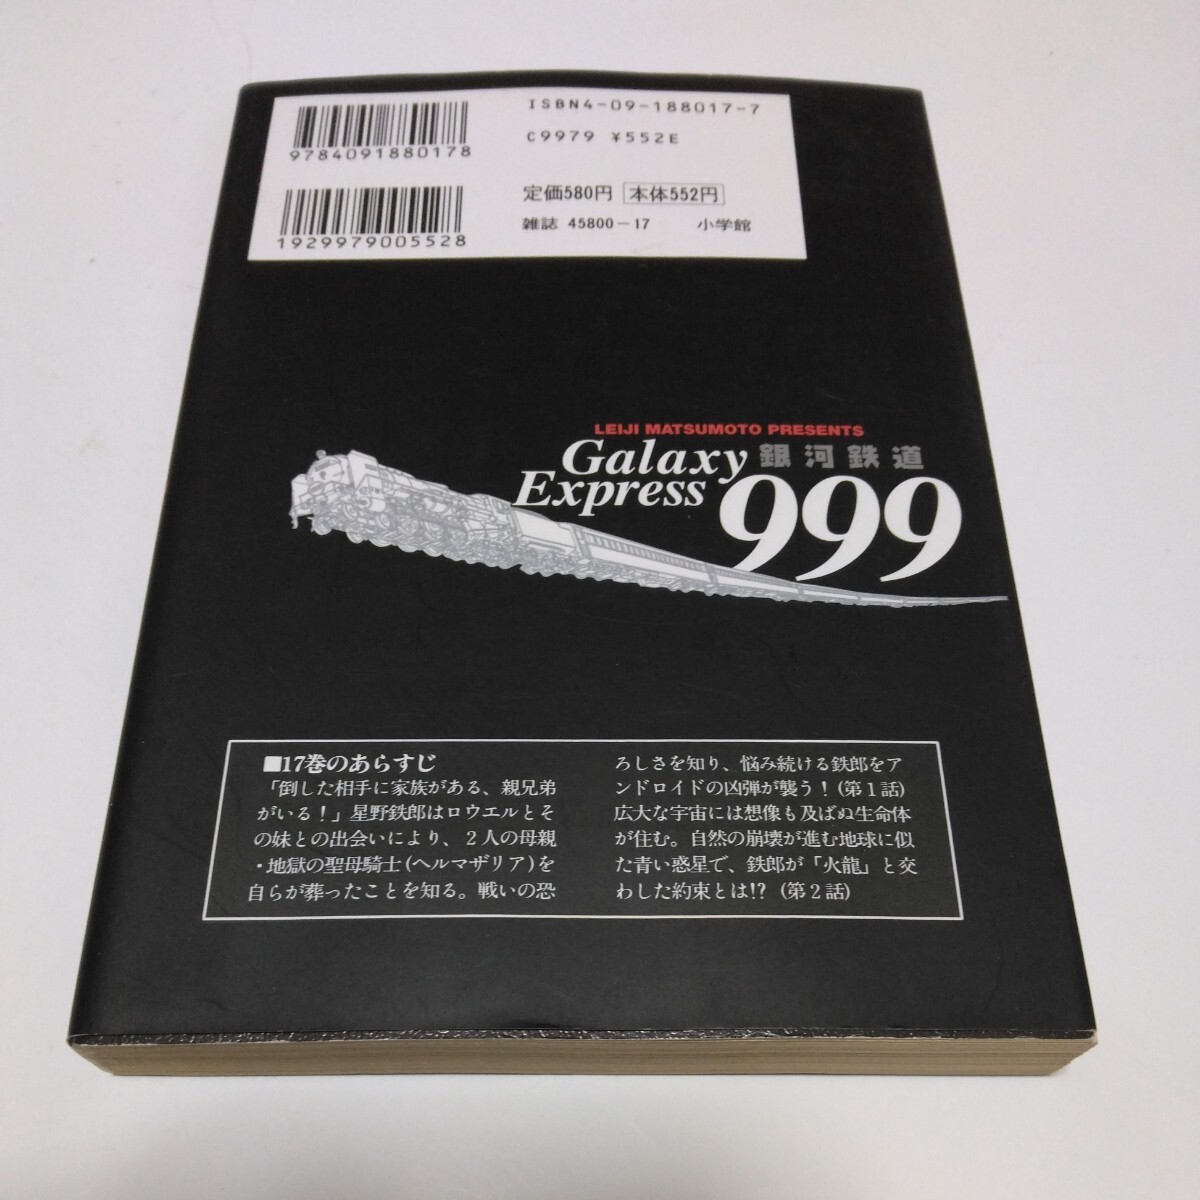 ISBN4-09-188017-7
9784091880178
C9979 ¥552E
定価580円 本体552円
1929979005528
雑誌 45800-17 小学館
LEIJI MATSUMOTO PRESENTS
Galaxy 銀河鉄道
Express 999
■17巻のあらすじ
「倒した相手に家族がある、親兄弟
がいる！」星野鉄郎はロウエルとそ
の妹との出会いにより、２人の母親
・地獄の聖母騎士(ヘルマザリア)を
自らが葬ったことを知る。戦いの恐
ろしさを知り、悩み続ける鉄郎をア
ンドロイドの凶弾が襲う！(第１話)
広大な宇宙には想像も及ばぬ生命体
が住む。自然の崩壊が進む地球に似
た青い惑星で、鉄郎が「火龍」と交
わした約束とは!?（第２話）